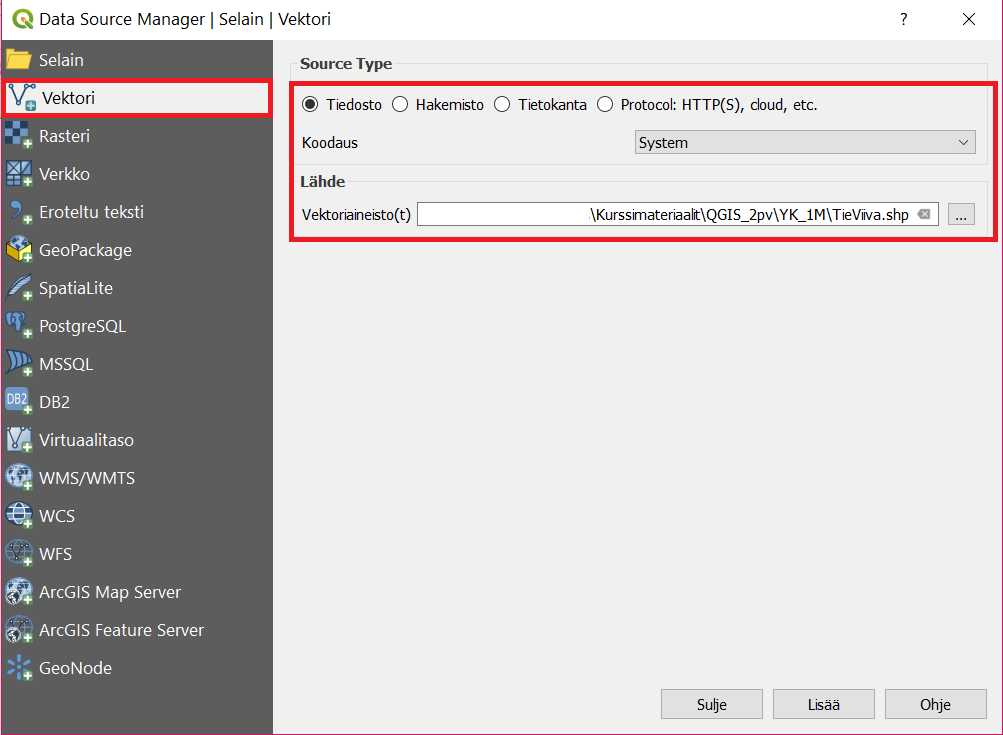 Data Source Manager | Selain | Vektori
?
Selain
Vektori
Rasteri
Verkko
Eroteltu teksti
GeoPackage
SpatiaLite
PostgreSQL
MSSQL
DB2
DB2
Virtuaalitaso
WMS/WMTS
WCS
WFS
ArcGIS Map Server
ArcGIS Feature Server
GeoNode
Source Type
Tiedosto Hakemisto Tietokanta Protocol: HTTP(S), cloud, etc.
Koodaus System
Lähde
Vektoriaineisto(t) \Kurssimateriaalit\QGIS_2pv\YK_1M\TieViiva.shp ...
Sulje Lisää Ohje